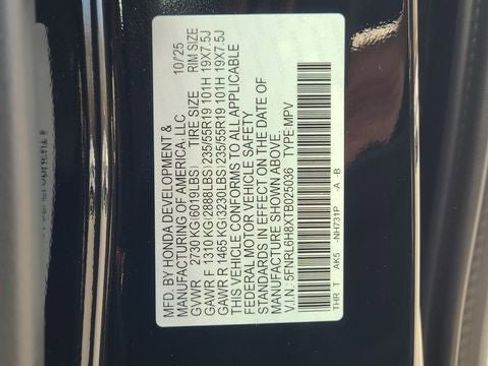 MFD. BY HONDA DEVELOPMENT &
MANUFACTURING OF AMERICA, LLC. 10/25
GVWR 2730 KG(6019LBS) TIRE SIZE RIM SIZE
GAWR F 1310 KG(2888LBS) 235/55R19 101H 19X7.5J
GAWR R 1465 KG(3230LBS) 235/55R19 101H 19X7.5J
THIS VEHICLE CONFORMS TO ALL APPLICABLE
FEDERAL MOTOR VEHICLE SAFETY
STANDARDS IN EFFECT ON THE DATE OF
MANUFACTURE SHOWN ABOVE.
V.I.N.: 5FNRL6H8XTB025036 TYPE: MPV
THR T AK5 -NH731P -A -B